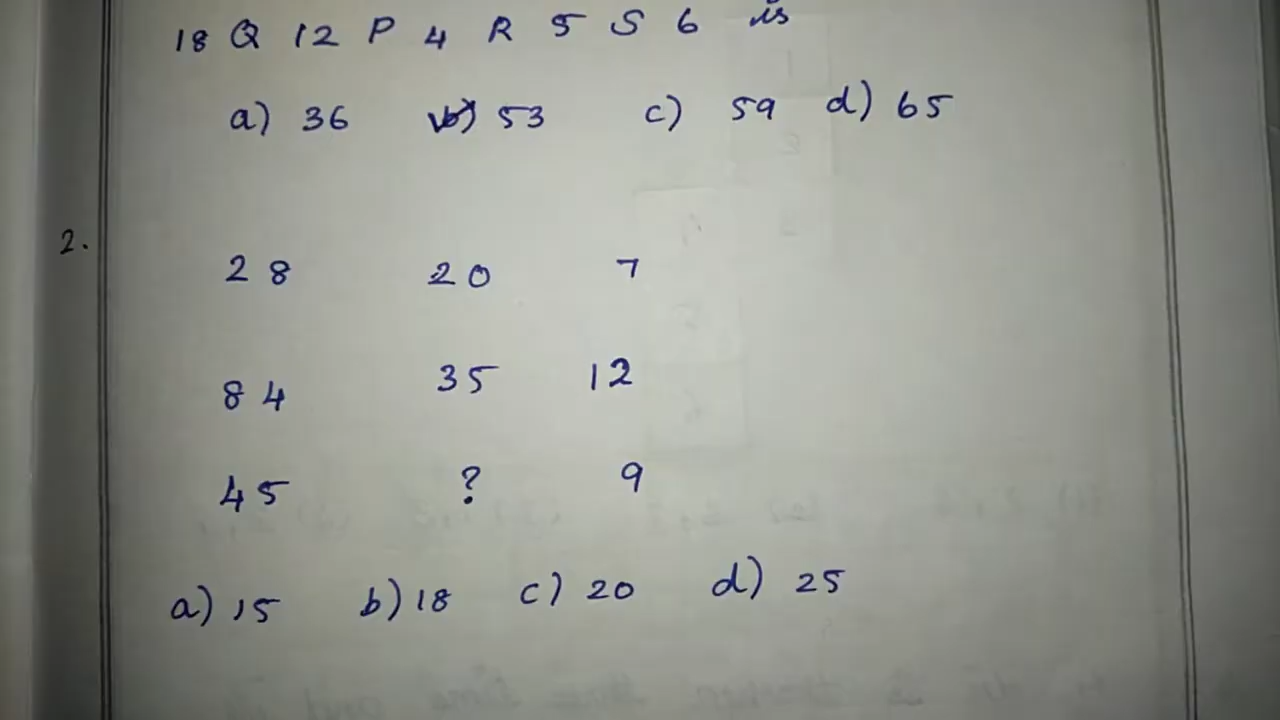 18 Q 12 P 4 R 5 S 6 is
a) 36 b) 53 c) 59 d) 65
2.
28 20 7
84 35 12
45 ? 9
a) 15 b) 18 c) 20 d) 25